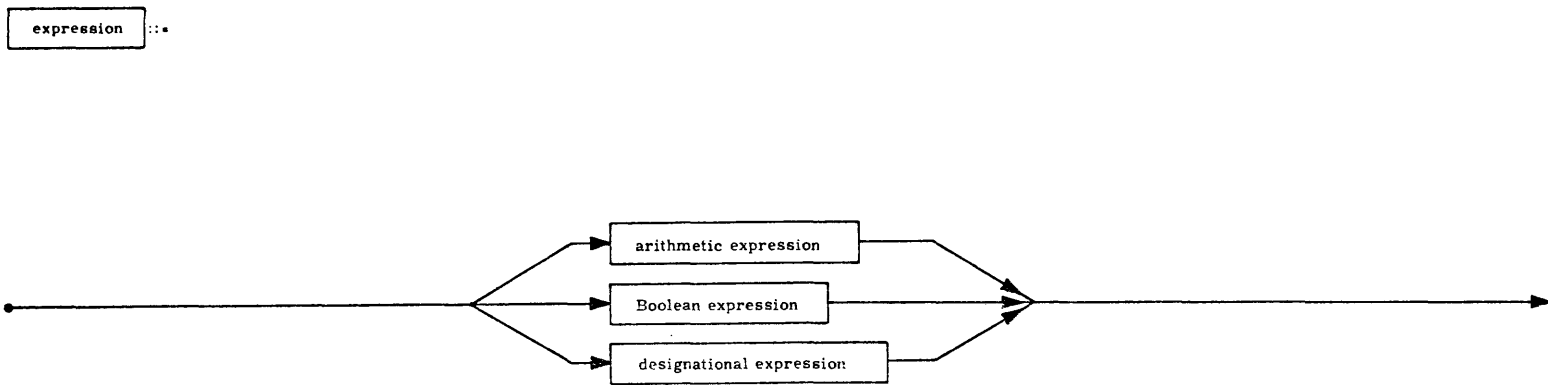 expression ::=
arithmetic expression
Boolean expression
designational expression